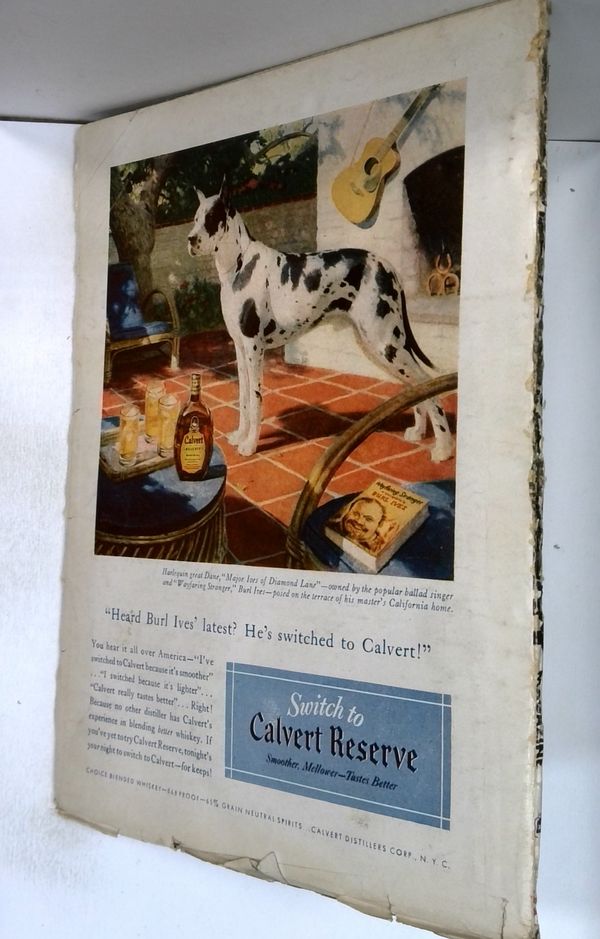 Calvert
RESERVE
Wayfaring Stranger
BURL IVES
Harlequin great Dane, "Major Ives of Diamond Lane"—owned by the popular ballad singer
and "Wayfaring Stranger," Burl Ives—posed on the terrace of his master's California home.
"Heard Burl Ives' latest? He's switched to Calvert!"
You hear it all over America—"I've
switched to Calvert because it's smoother"
..."I switched because it's lighter"...
"Calvert really tastes better"...Right!
Because no other distiller has Calvert's
experience in blending better whiskey. If
you've yet to try Calvert Reserve, tonight's
your night to switch to Calvert—for keeps!
Switch to
Calvert Reserve
Smoother, Mellower—Tastes Better
CHOICE BLENDED WHISKEY—86.8 PROOF—65% GRAIN NEUTRAL SPIRITS. CALVERT DISTILLERS CORP., N. Y. C.